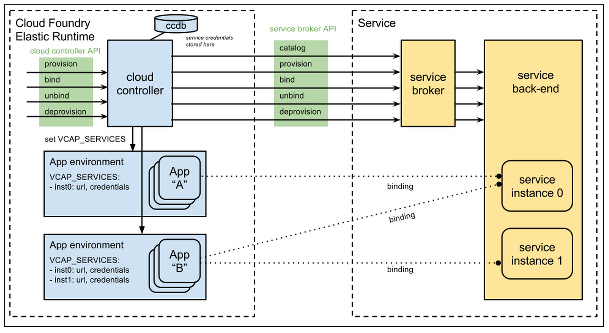 Cloud Foundry
Elastic Runtime
ccdb
service credentials
stored here
cloud controller API
provision
bind
unbind
deprovision
cloud
controller
service broker API
catalog
provision
bind
unbind
deprovision
Service
service
broker
service
back-end
set VCAP_SERVICES
App environment
VCAP_SERVICES:
- inst0: url, credentials
App
“A”
binding
service
instance 0
binding
App environment
VCAP_SERVICES:
- inst0: url, credentials
- inst1: url, credentials
App
“B”
binding
service
instance 1